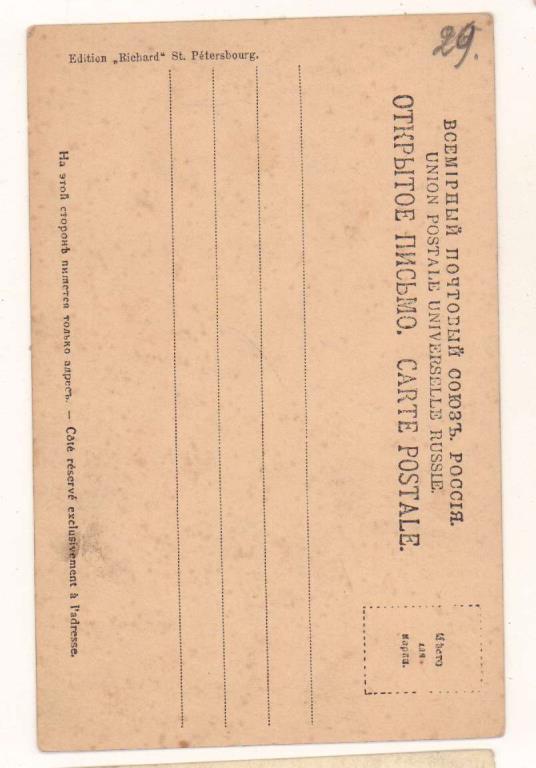 29.
ВСЕМІРНЫЙ ПОЧТОВЫЙ СОЮЗЪ. РОССІЯ.
UNION POSTALE UNIVERSELLE RUSSIE.
ОТКРЫТОЕ ПИСЬМО. CARTE POSTALE.
Мѣсто
для
марки.
На этой сторонѣ пишется только адресъ. — Côté réservé exclusivement à l'adresse.
Edition „Richard“ St. Pétersbourg.